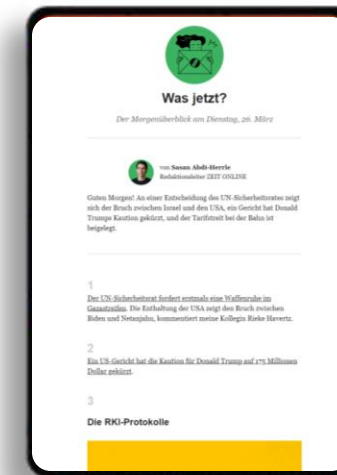 Was jetzt?
Der Morgenüberblick am Dienstag, 26. März
von Sasan Abdi-Herrle
Redaktionsleiter ZEIT ONLINE
Guten Morgen! An einer Entscheidung des UN-Sicherheitsrates zeigt
sich der Bruch zwischen Israel und den USA, ein Gericht hat Donald
Trumps Kaution gekürzt, und der Tarifstreit bei der Bahn ist
beigelegt.
1
Der UN-Sicherheitsrat fordert erstmals eine Waffenruhe im
Gazastreifen. Die Enthaltung der USA zeigt den Bruch zwischen
Biden und Netanjahu, kommentiert meine Kollegin Rieke Havertz.
2
Ein US-Gericht hat die Kaution für Donald Trump auf 175 Millionen
Dollar gekürzt.
3
Die RKI-Protokolle